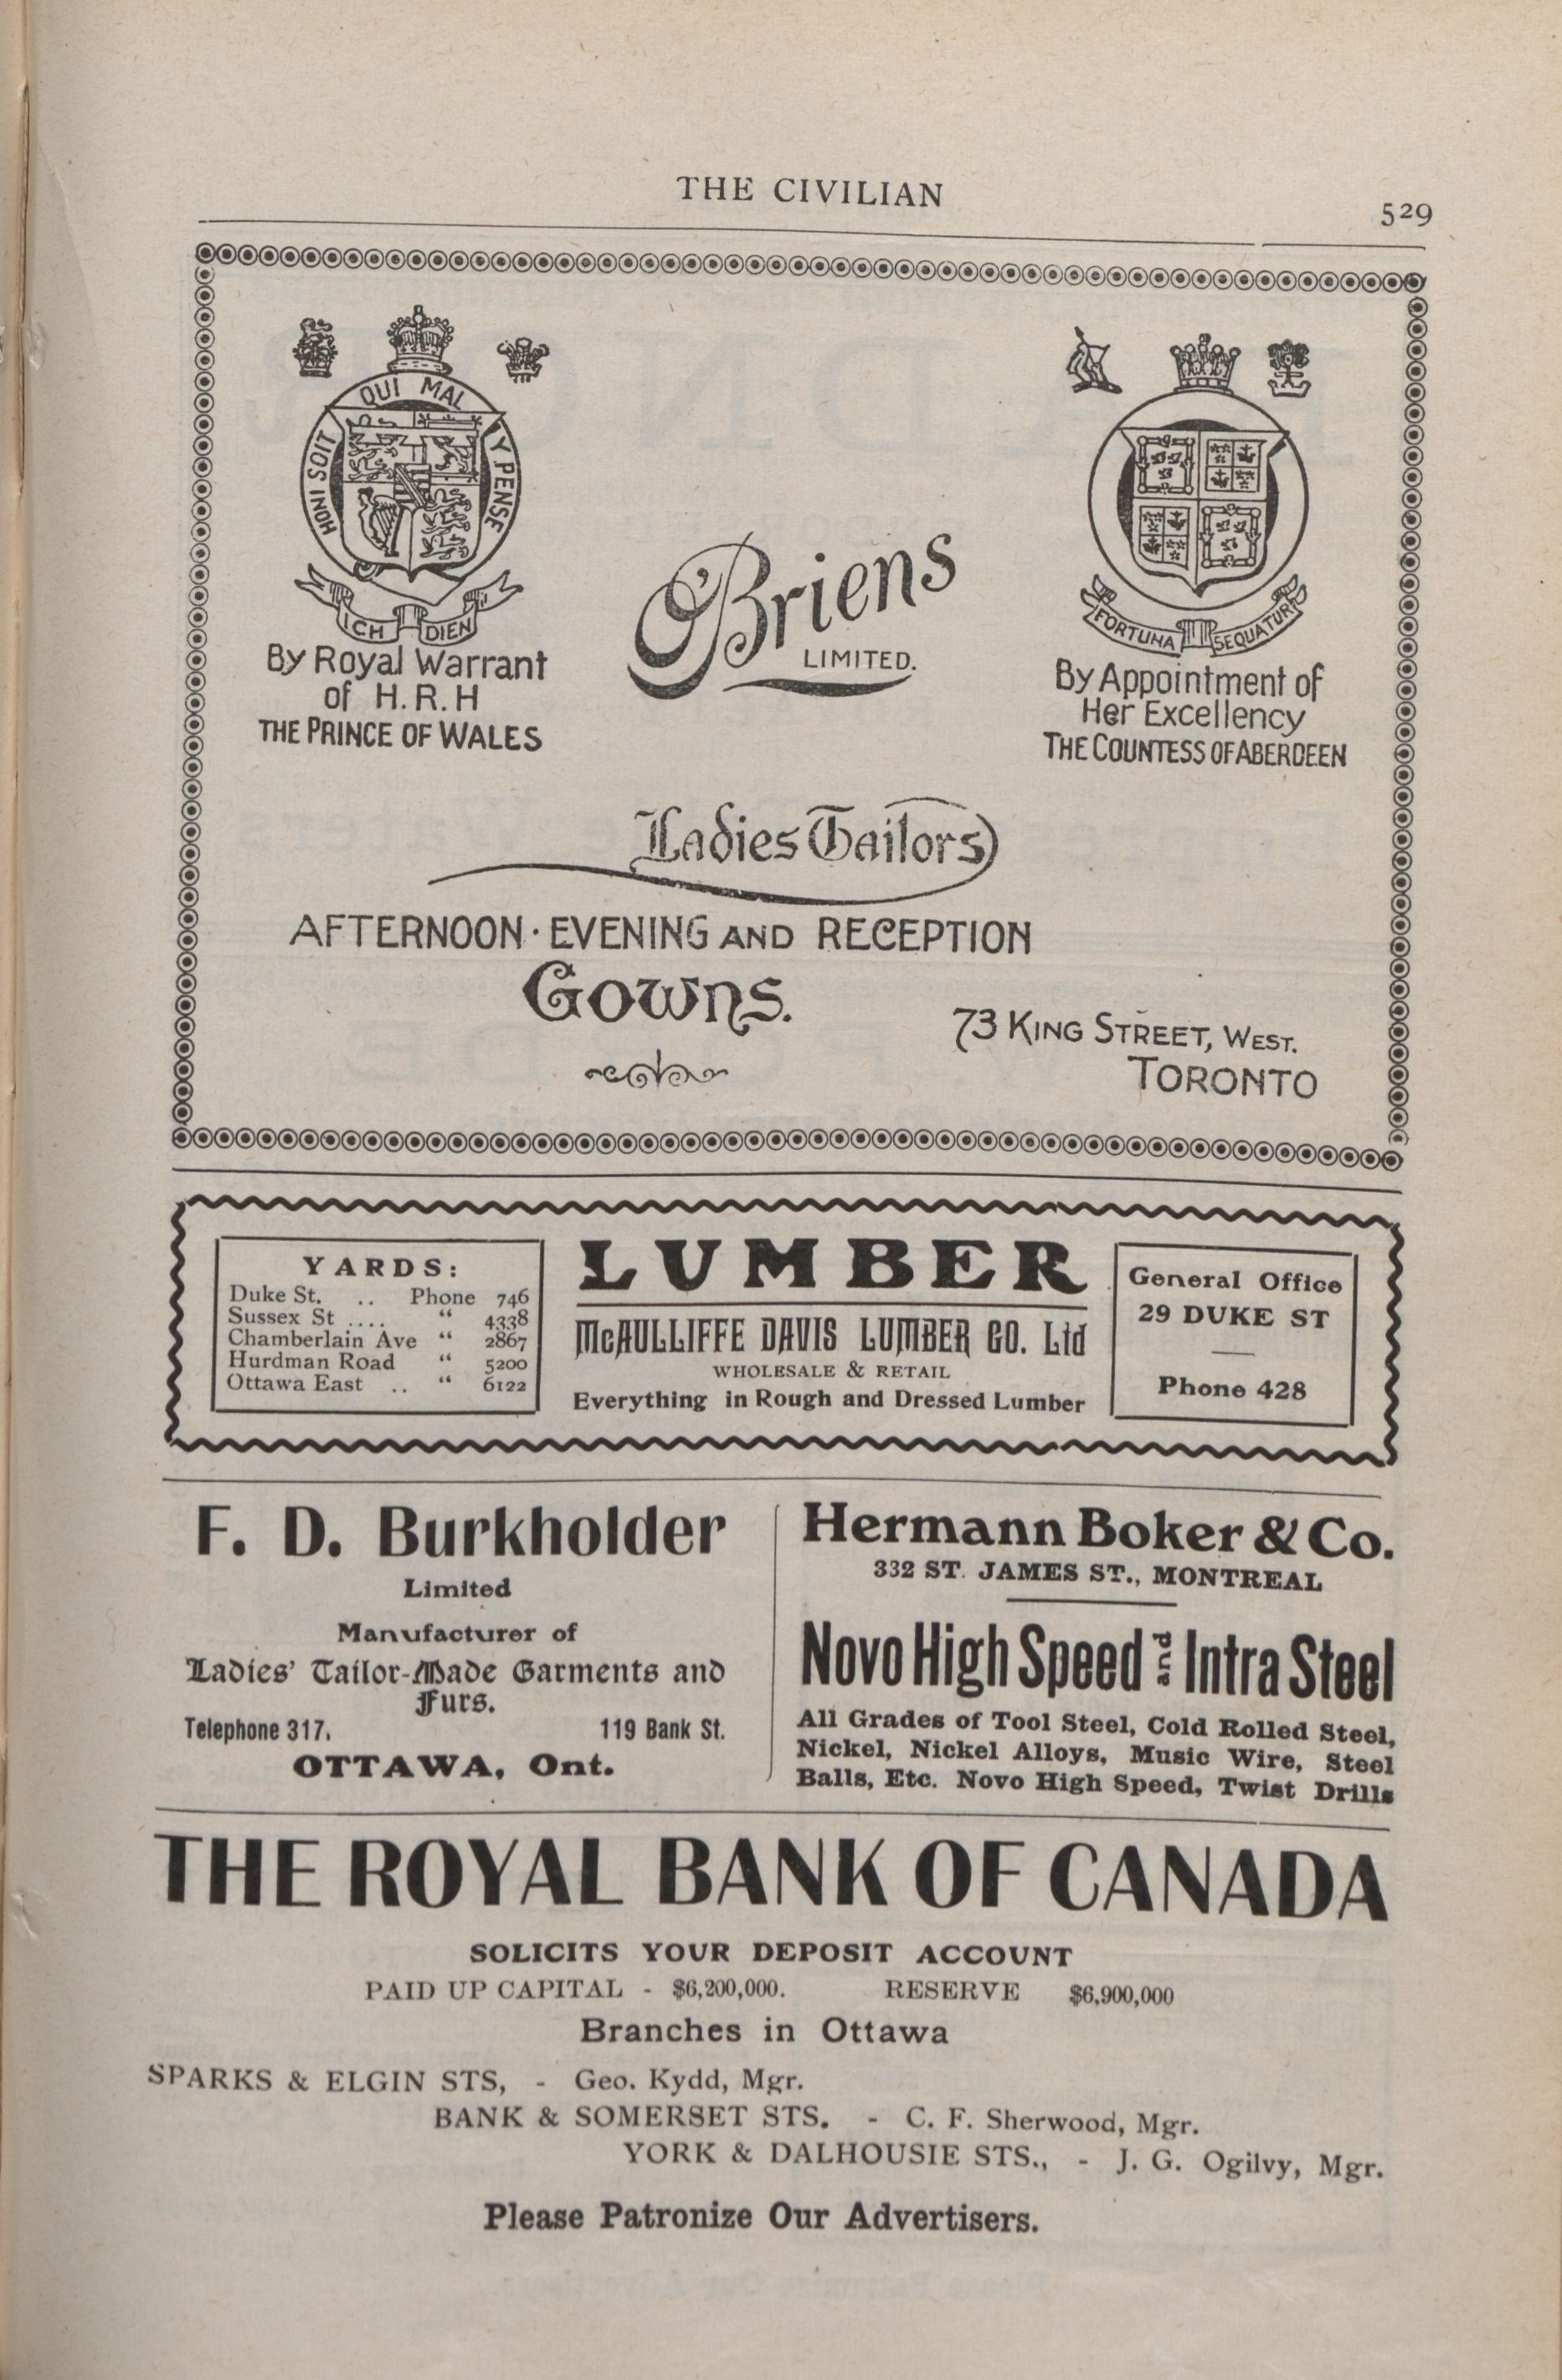 THE CIVILIAN
529
HONI SOIT QUI MAL Y PENSE
ICH DIEN
By Royal Warrant
of H.R.H
THE PRINCE OF WALES
O'Briens
LIMITED.
FORTUNA SEQUATUR
By Appointment of
Her Excellency
THE COUNTESS OF ABERDEEN
Ladies Tailors
AFTERNOON · EVENING AND RECEPTION
Gowns.
73 KING STREET, WEST.
TORONTO
YARDS:
Duke St. .. Phone 746
Sussex St .... “ 4338
Chamberlain Ave “ 2867
Hurdman Road “ 5200
Ottawa East .. “ 6122
LUMBER
McAULLIFFE DAVIS LUMBER CO. Ltd
WHOLESALE & RETAIL
Everything in Rough and Dressed Lumber
General Office
29 DUKE ST
Phone 428
F. D. Burkholder
Limited
Manufacturer of
Ladies' Tailor-Made Garments and
Furs.
Telephone 317. 119 Bank St.
OTTAWA, Ont.
Hermann Boker & Co.
332 ST. JAMES ST., MONTREAL
Novo High Speed and Intra Steel
All Grades of Tool Steel, Cold Rolled Steel,
Nickel, Nickel Alloys, Music Wire, Steel
Balls, Etc. Novo High Speed, Twist Drills
THE ROYAL BANK OF CANADA
SOLICITS YOUR DEPOSIT ACCOUNT
PAID UP CAPITAL - $6,200,000. RESERVE $6,900,000
Branches in Ottawa
SPARKS & ELGIN STS, - Geo. Kydd, Mgr.
BANK & SOMERSET STS. - C. F. Sherwood, Mgr.
YORK & DALHOUSIE STS., - J. G. Ogilvy, Mgr.
Please Patronize Our Advertisers.